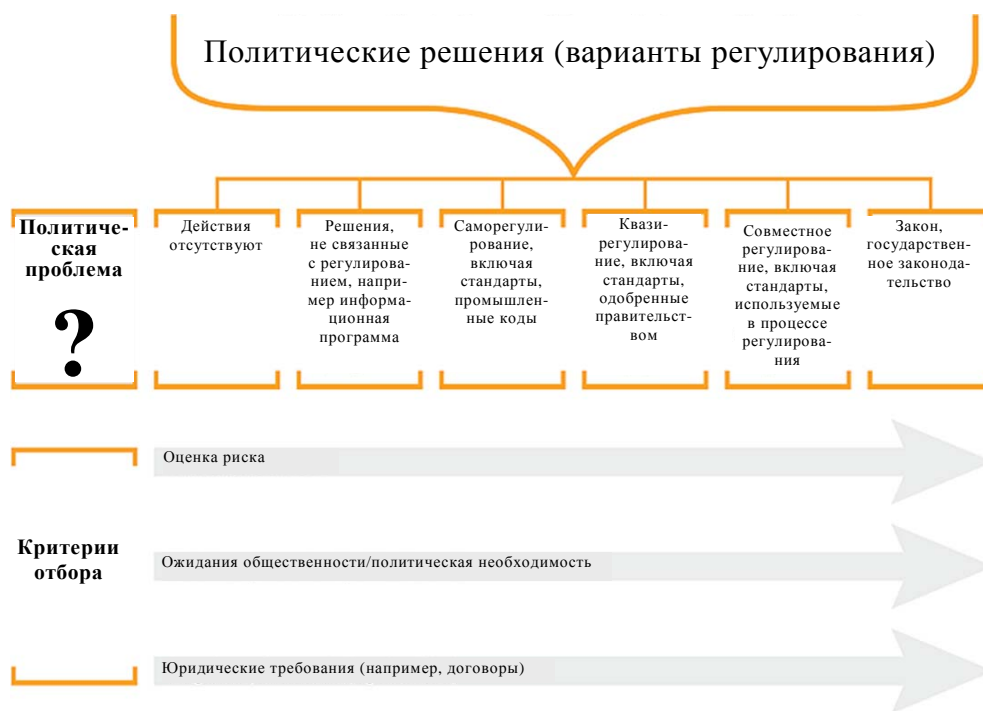 Политические решения (варианты регулирования)
Политиче-
ская
проблема
?
Действия
отсутствуют
Решения,
не связанные
с регулирова-
нием, напри-
мер информа-
ционная
программа
Саморегули-
рование,
включая
стандарты,
промышлен-
ные коды
Квази-
регулирова-
ние, включая
стандарты,
одобренные
правительст-
вом
Совместное
регулирова-
ние, включая
стандарты,
используемые
в процессе
регулирова-
ния
Закон,
государствен-
ное законода-
тельство
Критерии
отбора
Оценка риска
Ожидания общественности/политическая необходимость
Юридические требования (например, договоры)